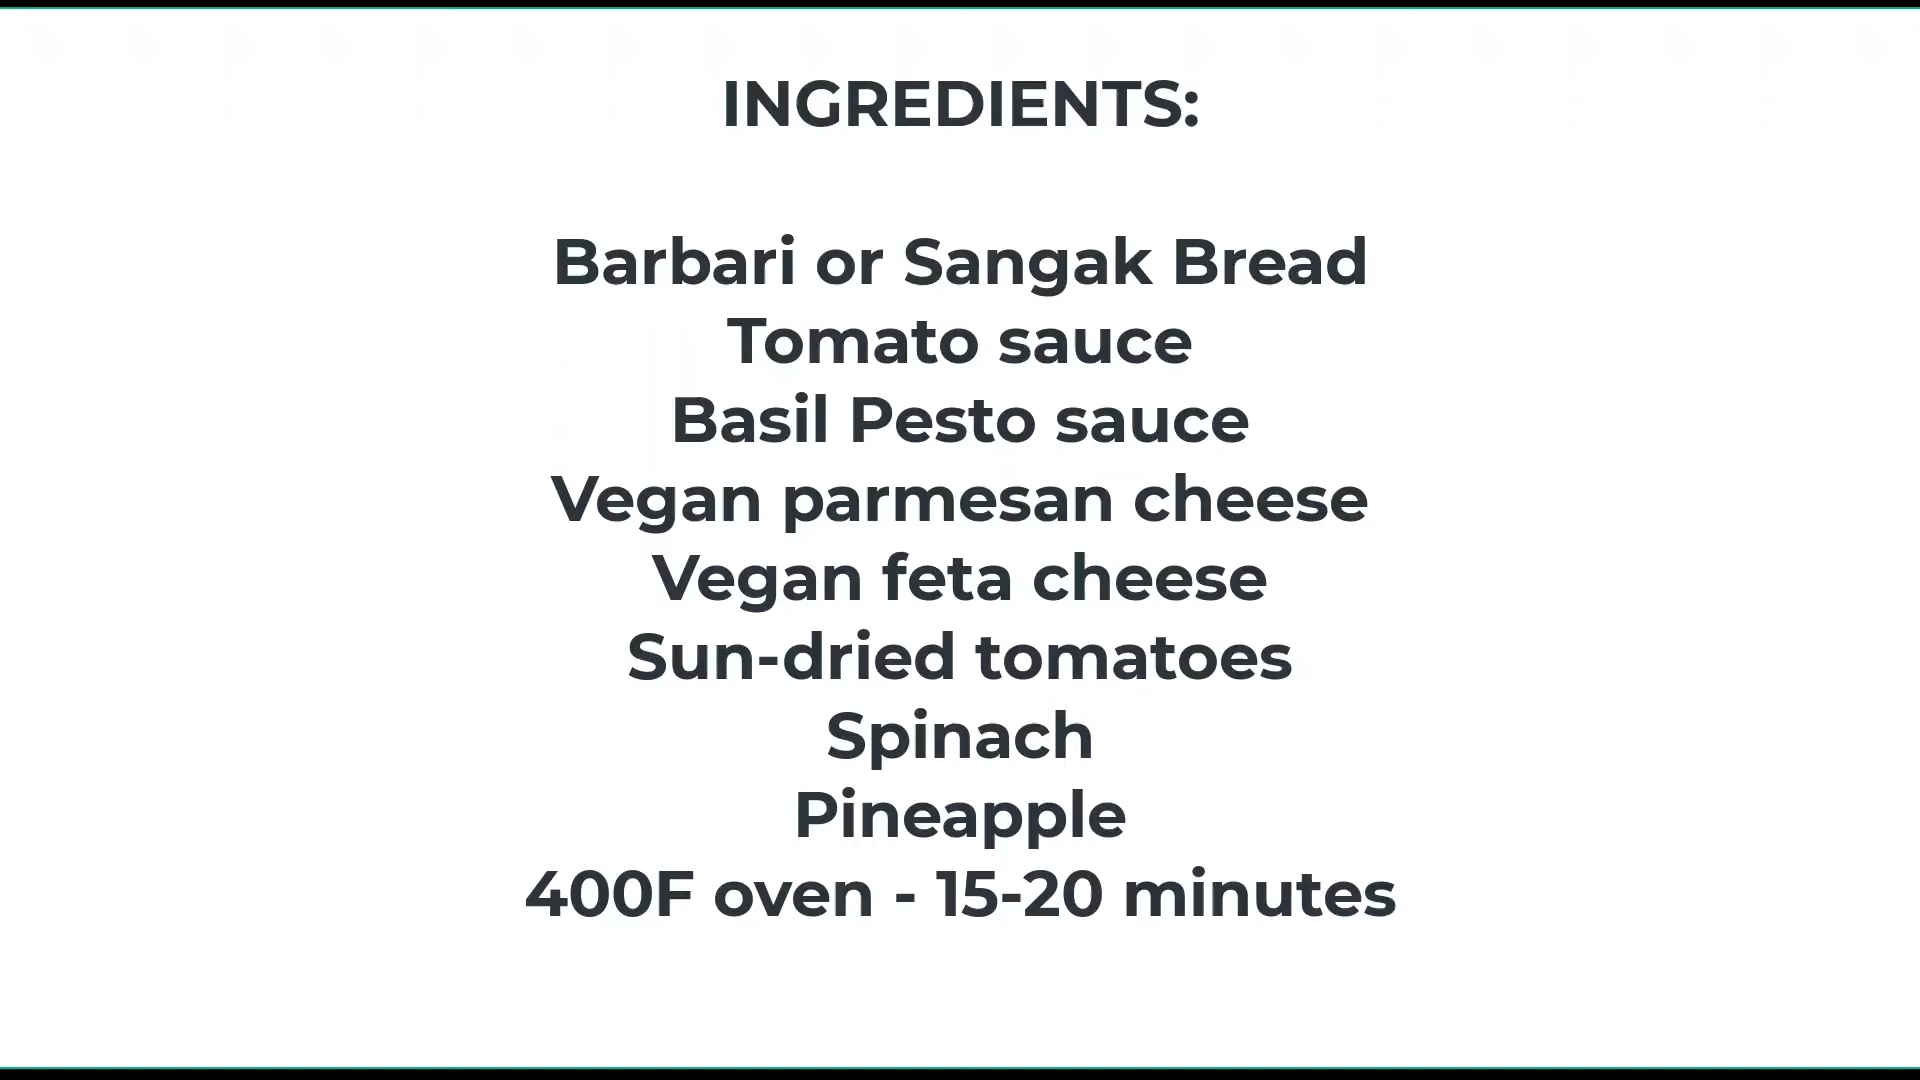 INGREDIENTS:
Barbari or Sangak Bread
Tomato sauce
Basil Pesto sauce
Vegan parmesan cheese
Vegan feta cheese
Sun-dried tomatoes
Spinach
Pineapple
400F oven - 15-20 minutes